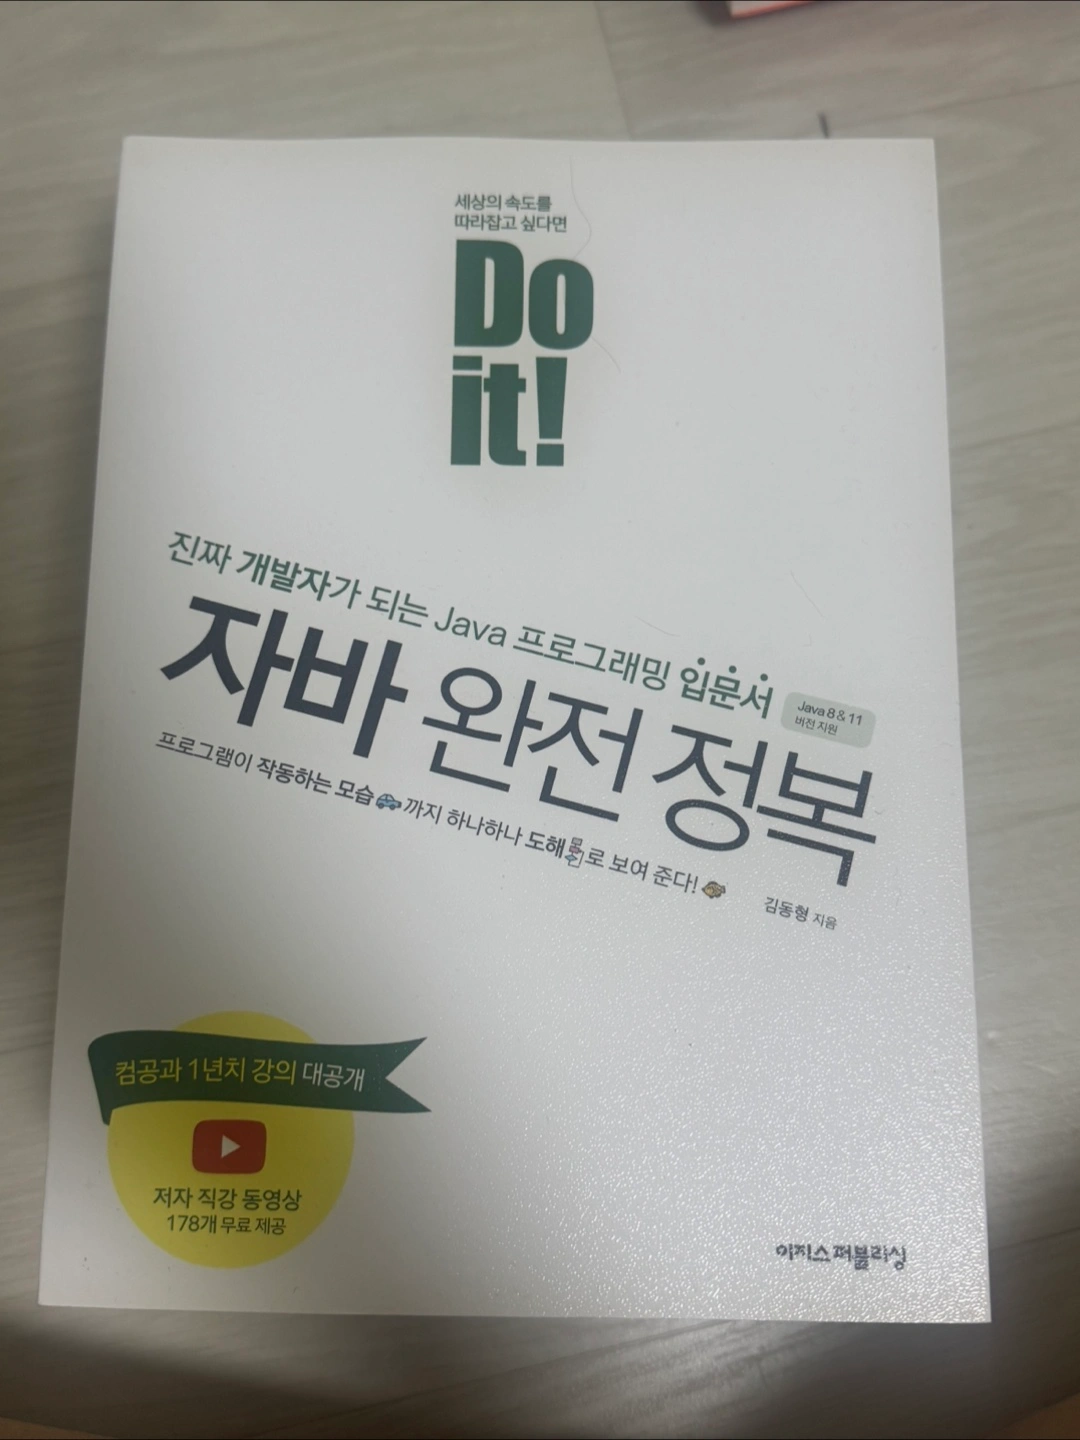 세상의 속도를
따라잡고 싶다면
Do
it!
진짜 개발자가 되는 Java 프로그래밍 입문서
Java 8 & 11
버전 지원
자바 완전 정복
프로그램이 작동하는 모습까지 하나하나 도해로 보여 준다!
김동형 지음
컴공과 1년치 강의 대공개
저자 직강 동영상
178개 무료 제공
이지스퍼블리싱